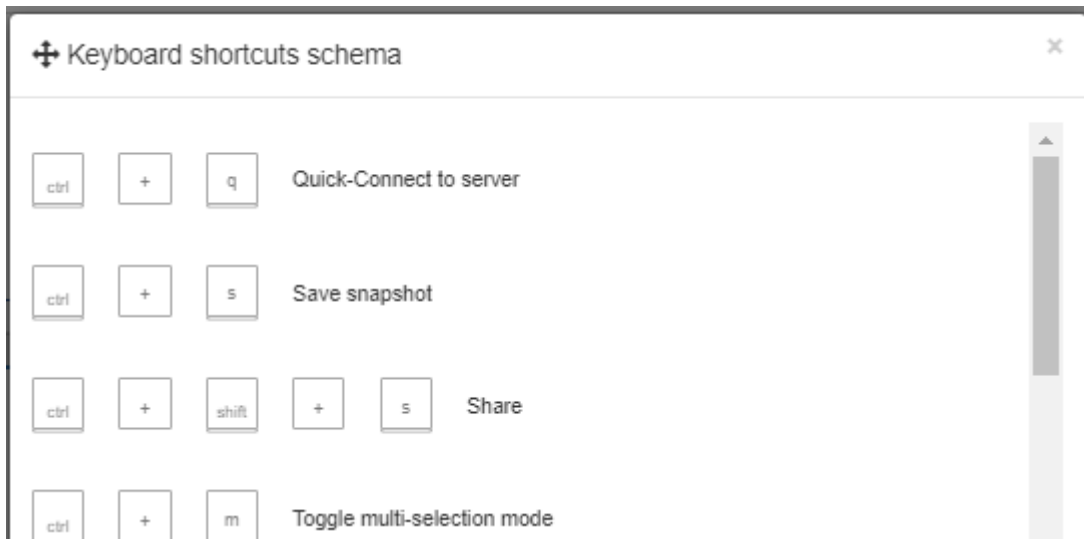 Keyboard shortcuts schema ×
ctrl + q Quick-Connect to server
ctrl + s Save snapshot
ctrl + shift + s Share
ctrl + m Toggle multi-selection mode